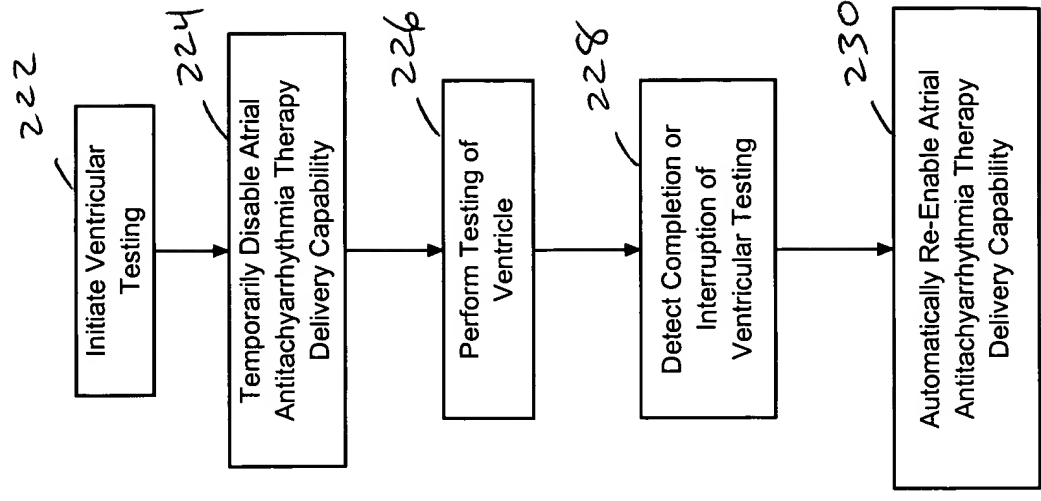 222
Initiate Ventricular
Testing
224
Temporarily Disable Atrial
Antitachyarrhythmia Therapy
Delivery Capability
226
Perform Testing of
Ventricle
228
Detect Completion or
Interruption of
Ventricular Testing
230
Automatically Re-Enable Atrial
Antitachyarrhythmia Therapy
Delivery Capability